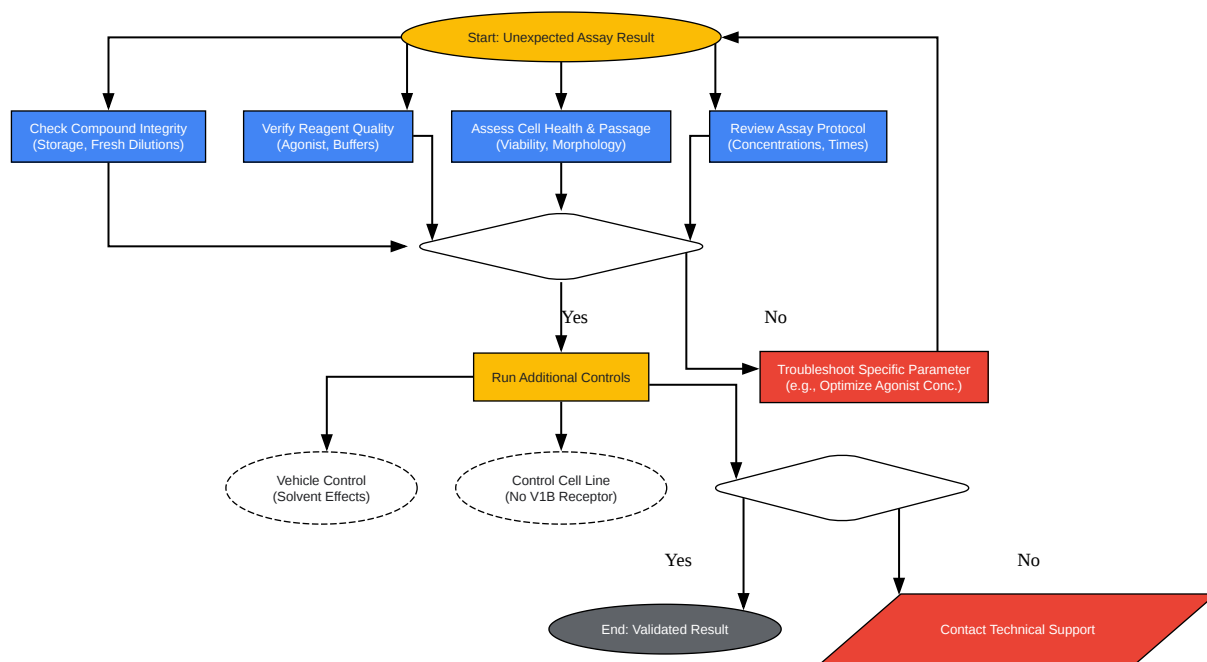 Start: Unexpected Assay Result
Check Compound Integrity
(Storage, Fresh Dilutions)
Verify Reagent Quality
(Agonist, Buffers)
Assess Cell Health & Passage
(Viability, Morphology)
Review Assay Protocol
(Concentrations, Times)
Yes
No
Run Additional Controls
Troubleshoot Specific Parameter
(e.g., Optimize Agonist Conc.)
Vehicle Control
(Solvent Effects)
Control Cell Line
(No V1B Receptor)
Yes
No
End: Validated Result
Contact Technical Support